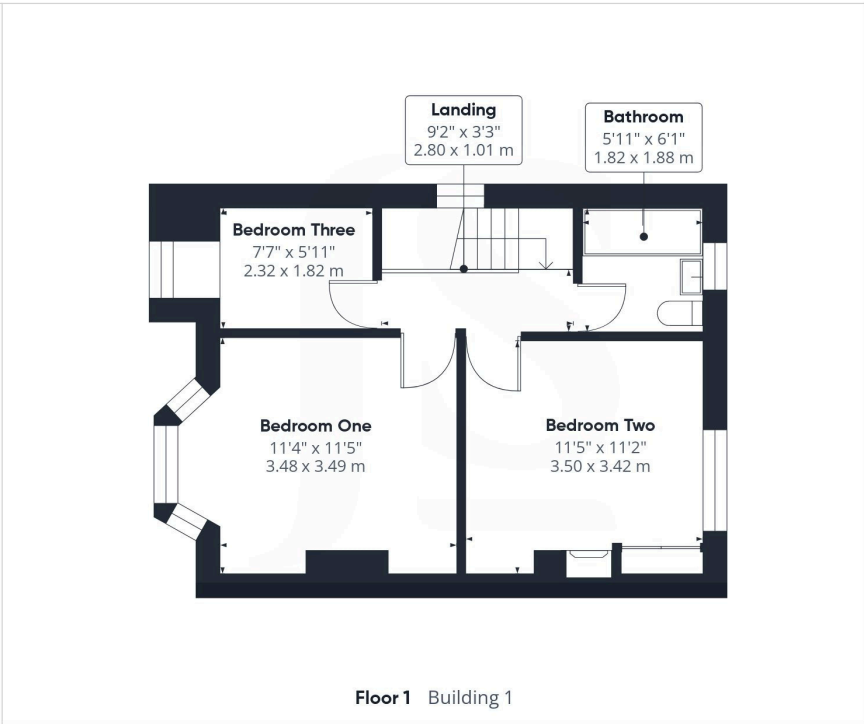 Landing
9'2" x 3'3"
2.80 x 1.01 m
Bathroom
5'11" x 6'1"
1.82 x 1.88 m
Bedroom Three
7'7" x 5'11"
2.32 x 1.82 m
Bedroom One
11'4" x 11'5"
3.48 x 3.49 m
Bedroom Two
11'5" x 11'2"
3.50 x 3.42 m
Floor 1 Building 1